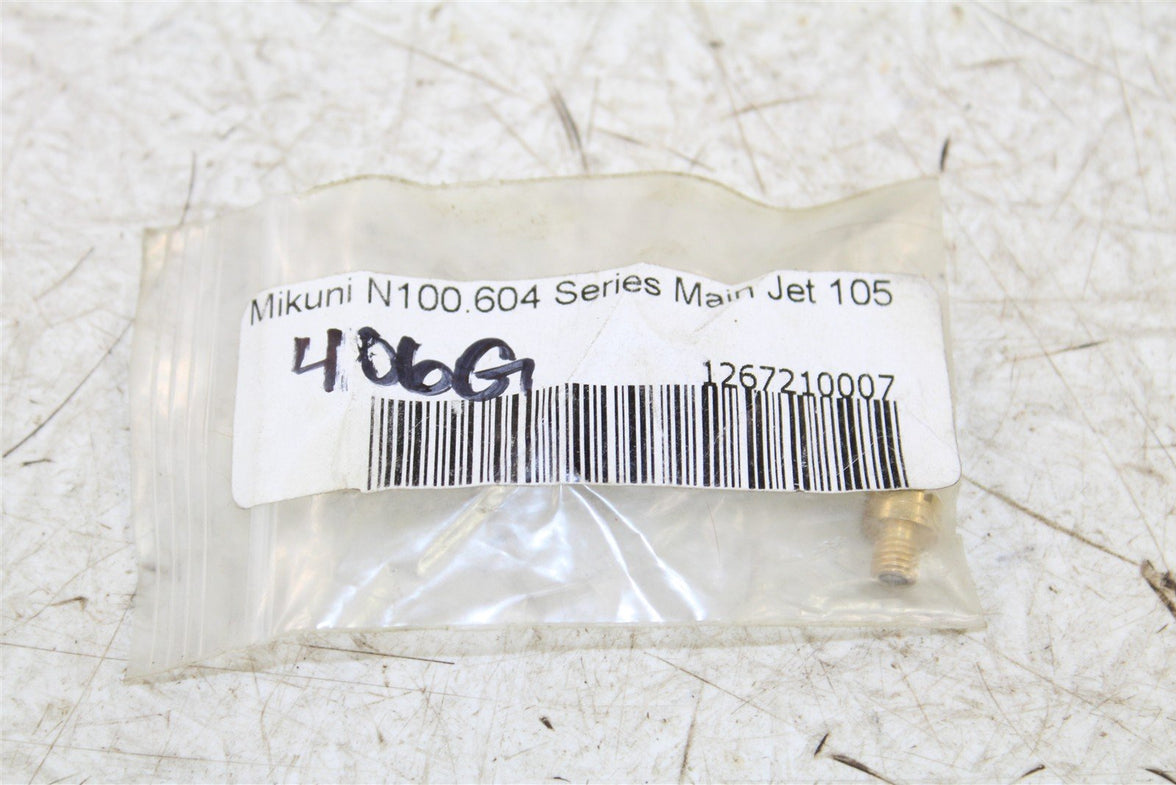 Mikuni N100.604 Series Main Jet 105
406G
1267210007